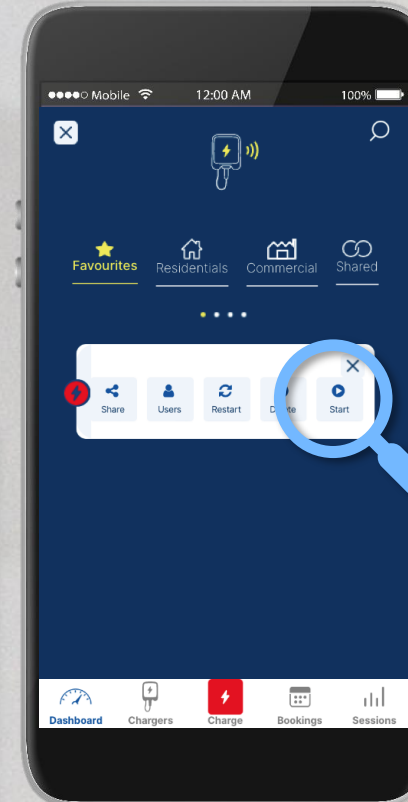 Mobile 12:00 AM 100%
Favourites Residentials Commercial Shared
Share Users Restart Start
Dashboard Chargers Charge Bookings Sessions